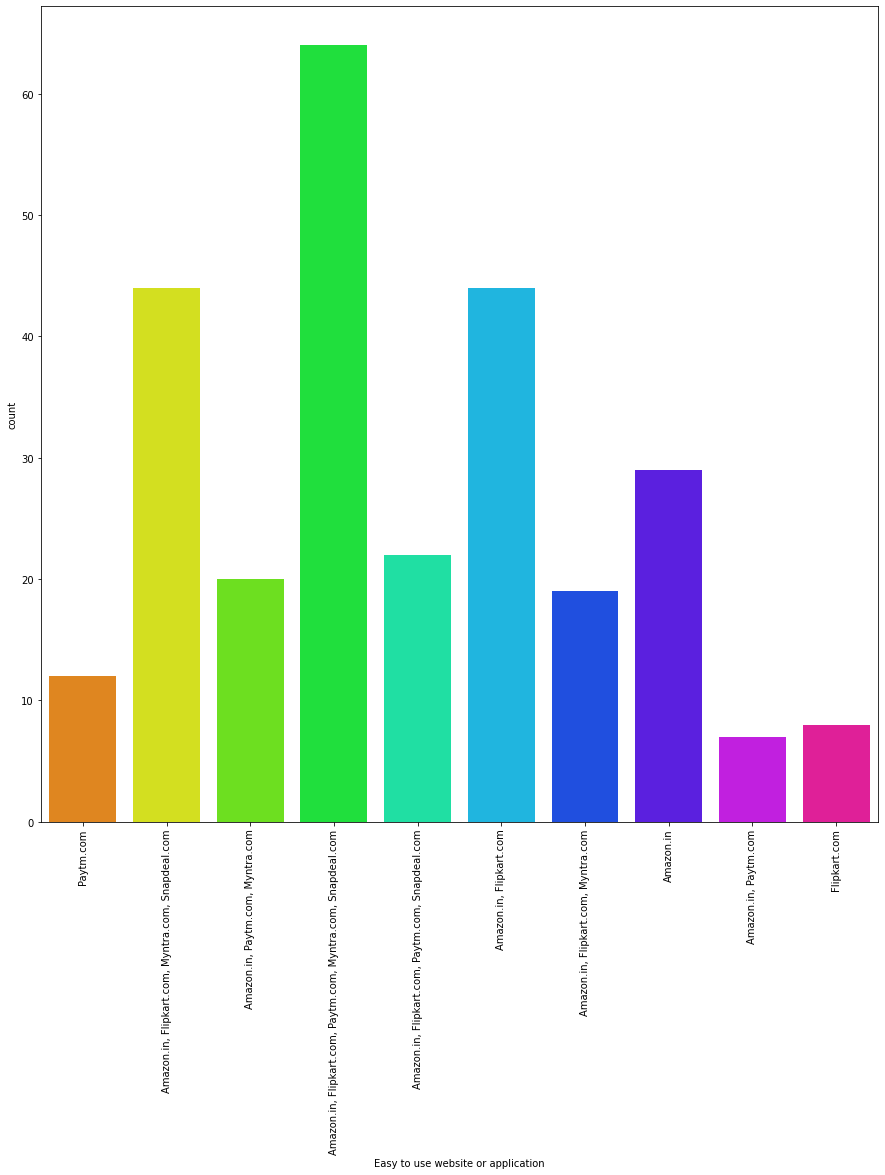 60
50
40
30
20
10
0
count
Paytm.com
Amazon.in, Flipkart.com, Myntra.com, Snapdeal.com
Amazon.in, Paytm.com, Myntra.com
Amazon.in, Flipkart.com, Paytm.com, Myntra.com, Snapdeal.com
Amazon.in, Flipkart.com, Paytm.com, Snapdeal.com
Amazon.in, Flipkart.com
Amazon.in, Flipkart.com, Myntra.com
Amazon.in
Amazon.in, Paytm.com
Flipkart.com
Easy to use website or application